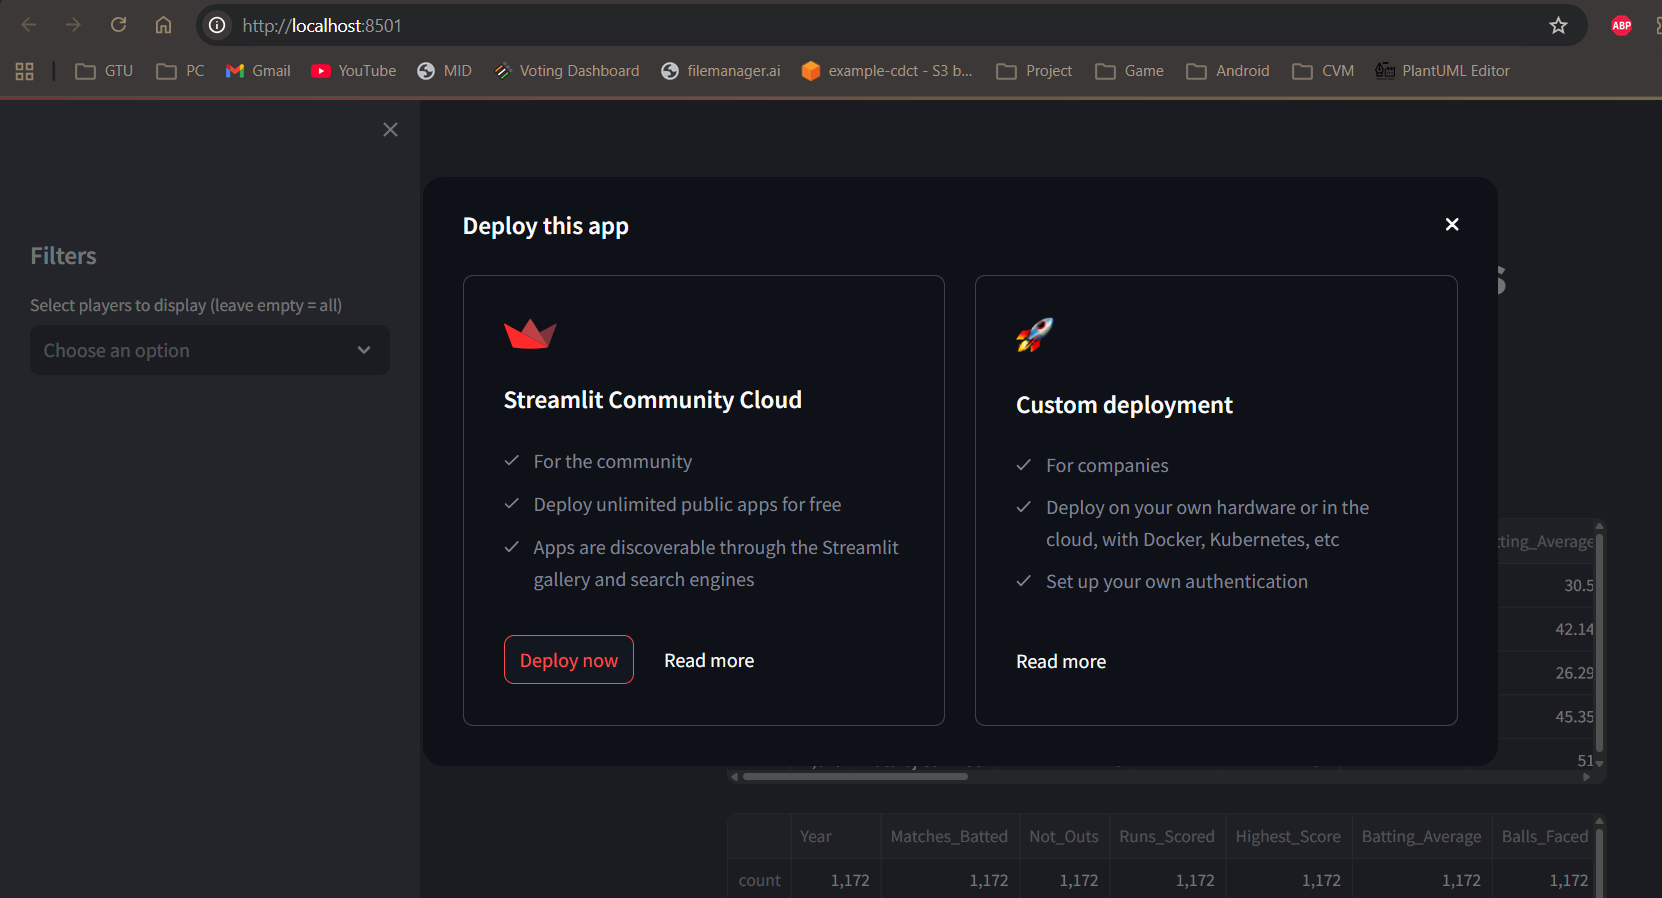 http://localhost:8501
ABP
GTU
PC
Gmail
YouTube
MID
Voting Dashboard
filemanager.ai
example-cdct - S3 b...
Project
Game
Android
CVM
PlantUML Editor
Filters
Select players to display (leave empty = all)
Choose an option
Deploy this app
Streamlit Community Cloud
For the community
Deploy unlimited public apps for free
Apps are discoverable through the Streamlit
gallery and search engines
Deploy now Read more
Custom deployment
For companies
Deploy on your own hardware or in the
cloud, with Docker, Kubernetes, etc
Set up your own authentication
Read more
s
tting_Average
30.5
42.14
26.29
45.35
51
Year Matches_Batted Not_Outs Runs_Scored Highest_Score Batting_Average Balls_Faced
count 1,172 1,172 1,172 1,172 1,172 1,172 1,172